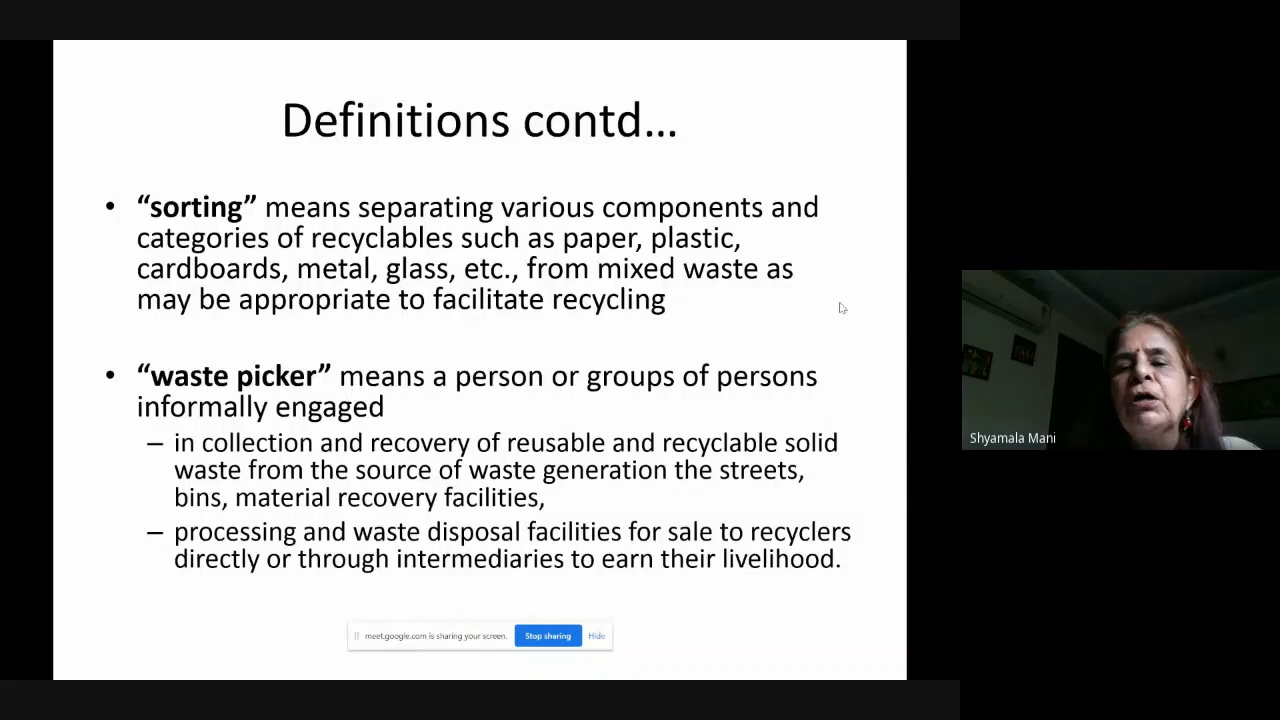 Definitions contd...
• “sorting” means separating various components and
categories of recyclables such as paper, plastic,
cardboards, metal, glass, etc., from mixed waste as
may be appropriate to facilitate recycling
• “waste picker” means a person or groups of persons
informally engaged
– in collection and recovery of reusable and recyclable solid
waste from the source of waste generation the streets,
bins, material recovery facilities,
– processing and waste disposal facilities for sale to recyclers
directly or through intermediaries to earn their livelihood.
meet.google.com is sharing your screen. Stop sharing Hide
Shyamala Mani